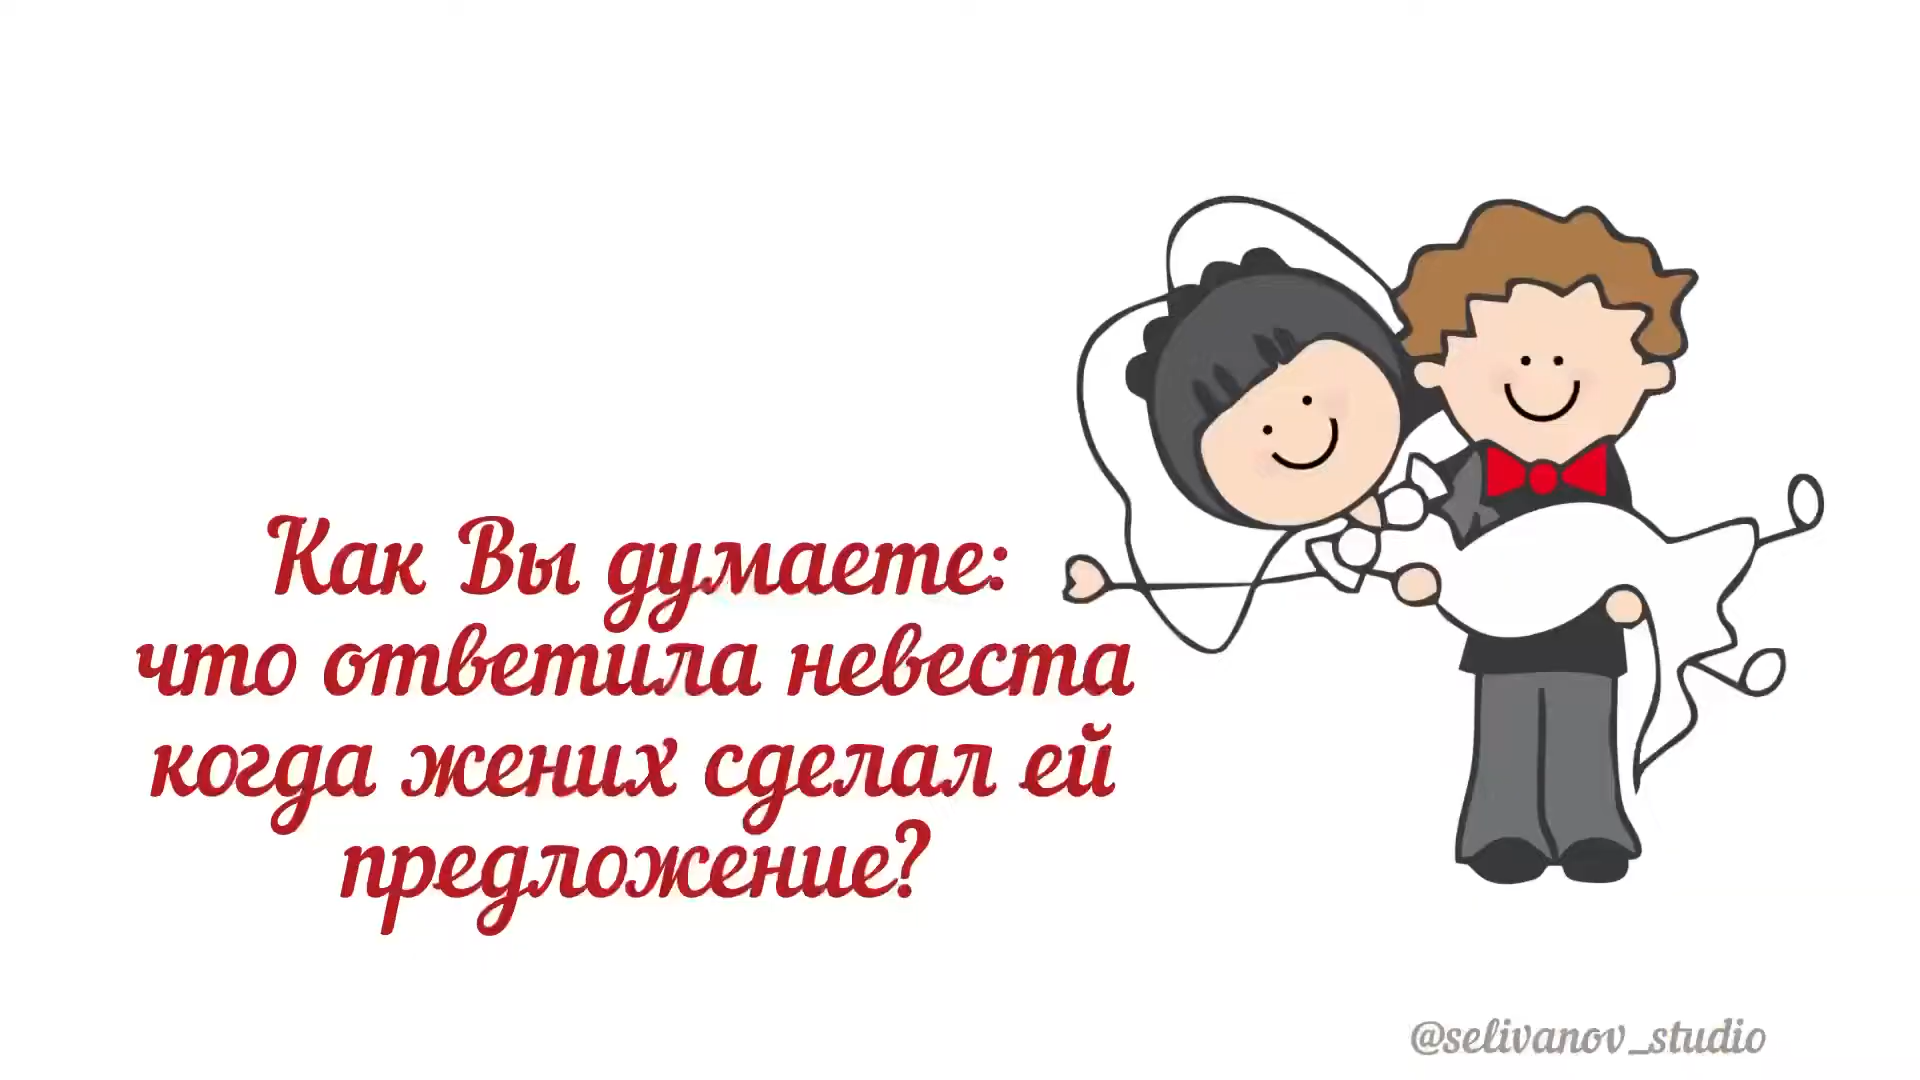 Как Вы думаете:
что ответила невеста
когда жених сделал ей
предложение?
@selivanov_studio